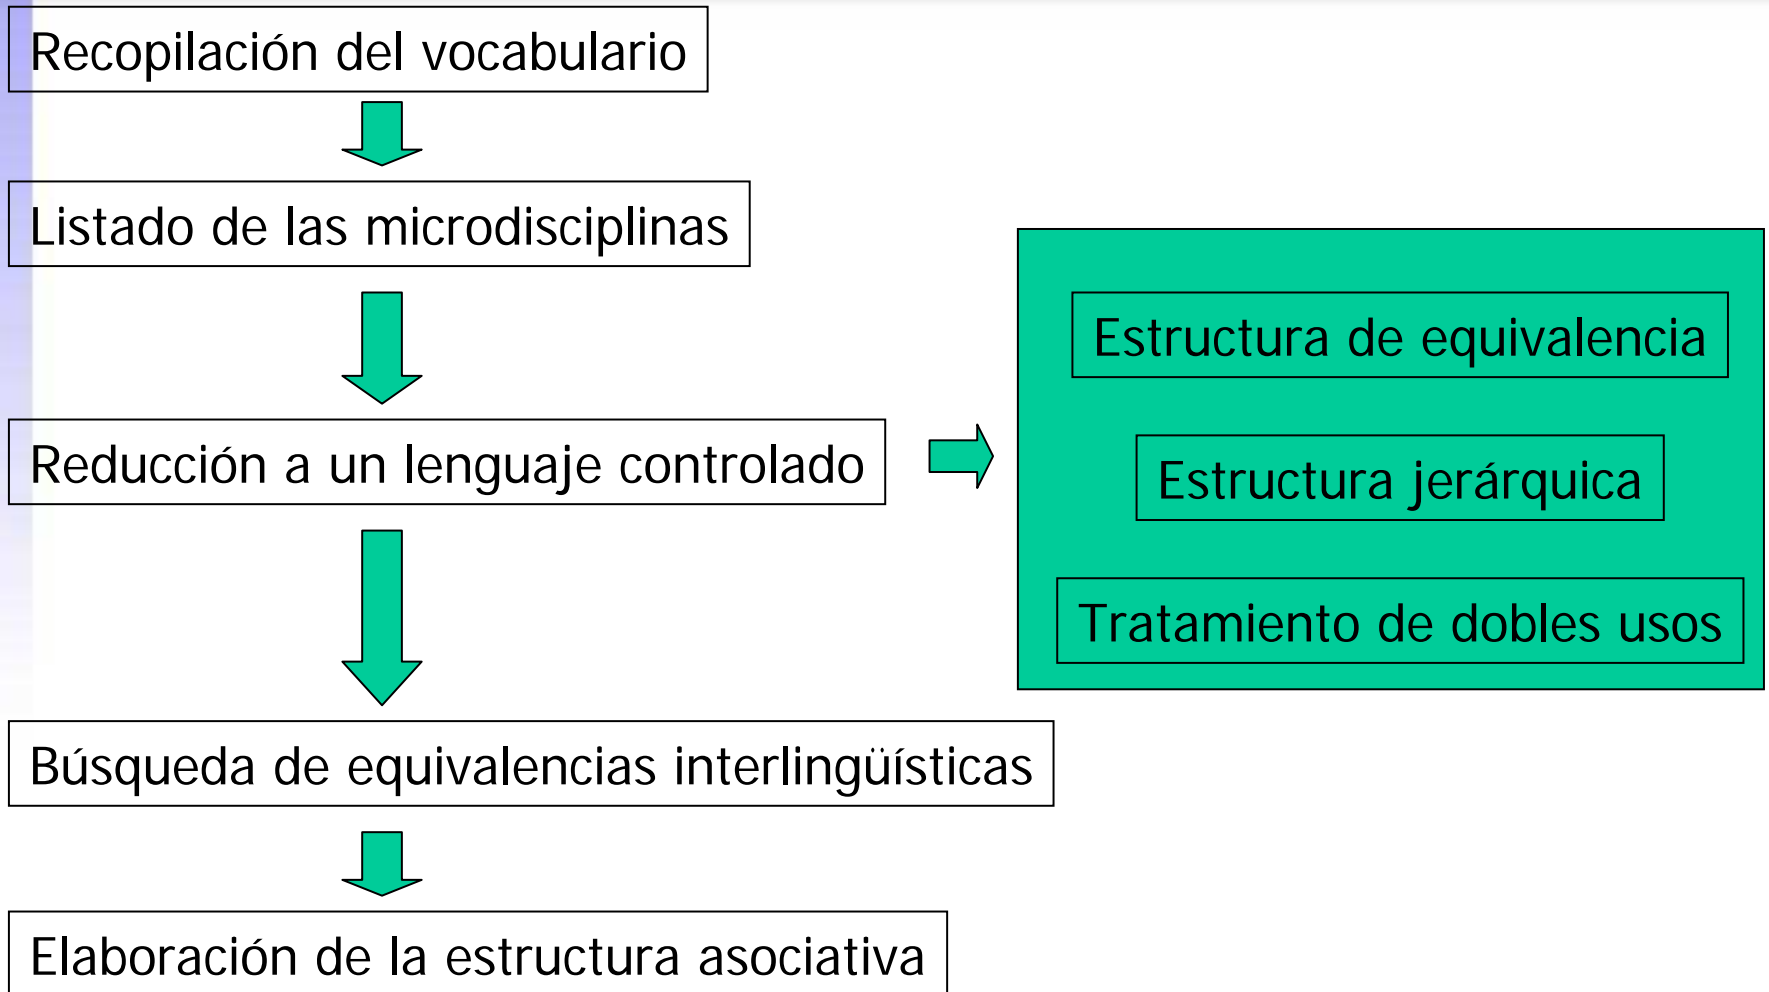 Recopilación del vocabulario
Listado de las microdisciplinas
Reducción a un lenguaje controlado
Estructura de equivalencia
Estructura jerárquica
Tratamiento de dobles usos
Búsqueda de equivalencias interlingüísticas
Elaboración de la estructura asociativa